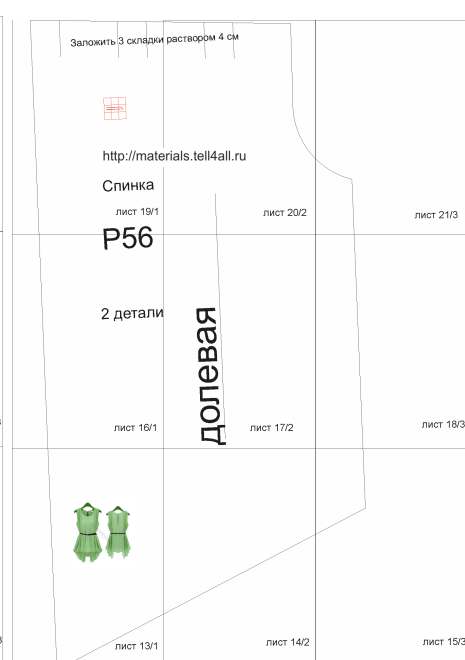 Заложить 3 складки раствором 4 см
http://materials.tell4all.ru
Спинка
лист 19/1
лист 20/2
лист 21/3
Р56
2 детали
долевая
лист 16/1
лист 17/2
лист 18/3
лист 13/1
лист 14/2
лист 15/3